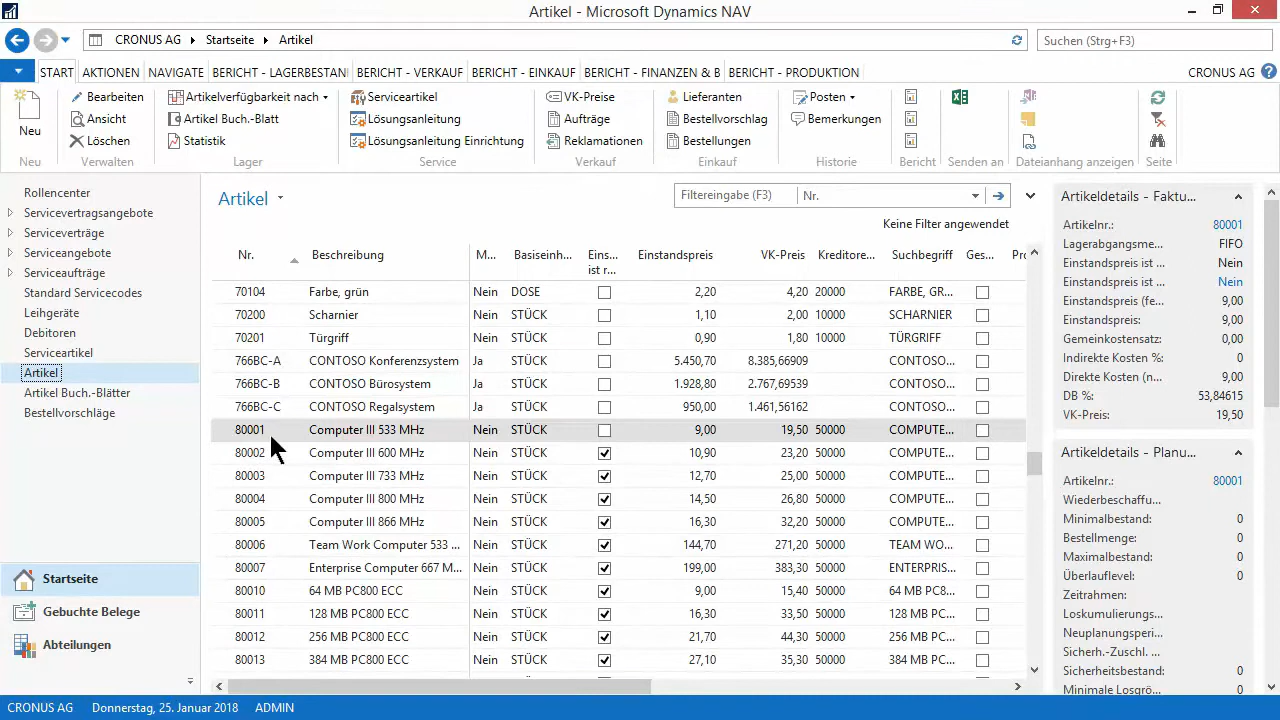 Artikel - Microsoft Dynamics NAV
CRONUS AG Startseite Artikel
Suchen (Strg+F3)
START AKTIONEN NAVIGATE BERICHT - LAGERBESTAN BERICHT - VERKAUF BERICHT - EINKAU BERICHT - FINANZEN & B BERICHT - PRODUKTION CRONUS AG
Neu
Bearbeiten
Ansicht
Löschen
Artikelverfügbarkeit nach
Artikel Buch.-Blatt
Statistik
Serviceartikel
Lösungsanleitung
Lösungsanleitung Einrichtung
VK-Preise
Aufträge
Reklamationen
Lieferanten
Bestellvorschlag
Bestellungen
Posten
Bemerkungen
Neu Verwalten Lager Service Verkauf Einkauf Historie Bericht Senden an Dateianhang anzeigen Seite
Rollencenter
Servicevertragsangebote
Serviceverträge
Serviceangebote
Serviceaufträge
Standard Servicecodes
Leihgeräte
Debitoren
Serviceartikel
Artikel
Artikel Buch.-Blätter
Bestellvorschläge
Startseite
Gebuchte Belege
Abteilungen
Artikel
Filtereingabe (F3) Nr.
Keine Filter angewendet
Nr. Beschreibung M... Basiseinh... Eins... ist r... Einstandspreis VK-Preis Kreditore... Suchbegriff Ges... Pr
70104 Farbe, grün Nein DOSE 2,20 4,20 20000 FARBE, GR...
70200 Scharnier Nein STÜCK 1,10 2,00 10000 SCHARNIER
70201 Türgriff Nein STÜCK 0,90 1,80 10000 TÜRGRIFF
766BC-A CONTOSO Konferenzsystem Ja STÜCK 5.450,70 8.385,66909 CONTOSO...
766BC-B CONTOSO Bürosystem Ja STÜCK 1.928,80 2.767,69539 CONTOSO...
766BC-C CONTOSO Regalsystem Ja STÜCK 950,00 1.461,56162 CONTOSO...
80001 Computer III 533 MHz Nein STÜCK 9,00 19,50 50000 COMPUTE...
80002 Computer III 600 MHz Nein STÜCK 10,90 23,20 50000 COMPUTE...
80003 Computer III 733 MHz Nein STÜCK 12,70 25,00 50000 COMPUTE...
80004 Computer III 800 MHz Nein STÜCK 14,50 26,80 50000 COMPUTE...
80005 Computer III 866 MHz Nein STÜCK 16,30 32,20 50000 COMPUTE...
80006 Team Work Computer 533 ... Nein STÜCK 144,70 271,20 50000 TEAM WO...
80007 Enterprise Computer 667 M... Nein STÜCK 199,00 383,30 50000 ENTERPRIS...
80010 64 MB PC800 ECC Nein STÜCK 9,00 15,40 50000 64 MB PC8...
80011 128 MB PC800 ECC Nein STÜCK 16,30 33,50 50000 128 MB PC...
80012 256 MB PC800 ECC Nein STÜCK 21,70 44,30 50000 256 MB PC...
80013 384 MB PC800 ECC Nein STÜCK 27,10 35,30 50000 384 MB PC...
Artikeldetails - Faktu...
Artikelnr.: 80001
Lagerabgangsme... FIFO
Einstandspreis ist ... Nein
Einstandspreis ist ... Nein
Einstandspreis (fe... 9,00
Einstandspreis: 9,00
Gemeinkostensatz: 0,00
Indirekte Kosten %: 0
Direkte Kosten (n... 9,00
DB %: 53,84615
VK-Preis: 19,50
Artikeldetails - Planu...
Artikelnr.: 80001
Wiederbeschaffu...
Minimalbestand: 0
Bestellmenge: 0
Maximalbestand: 0
Überlauflevel: 0
Zeitrahmen:
Loskumulierungs...
Neuplanungsperi...
Sicherh.-Zuschl. ...
Sicherheitsbestand: 0
Minimale Losgrö... 0
CRONUS AG Donnerstag, 25. Januar 2018 ADMIN